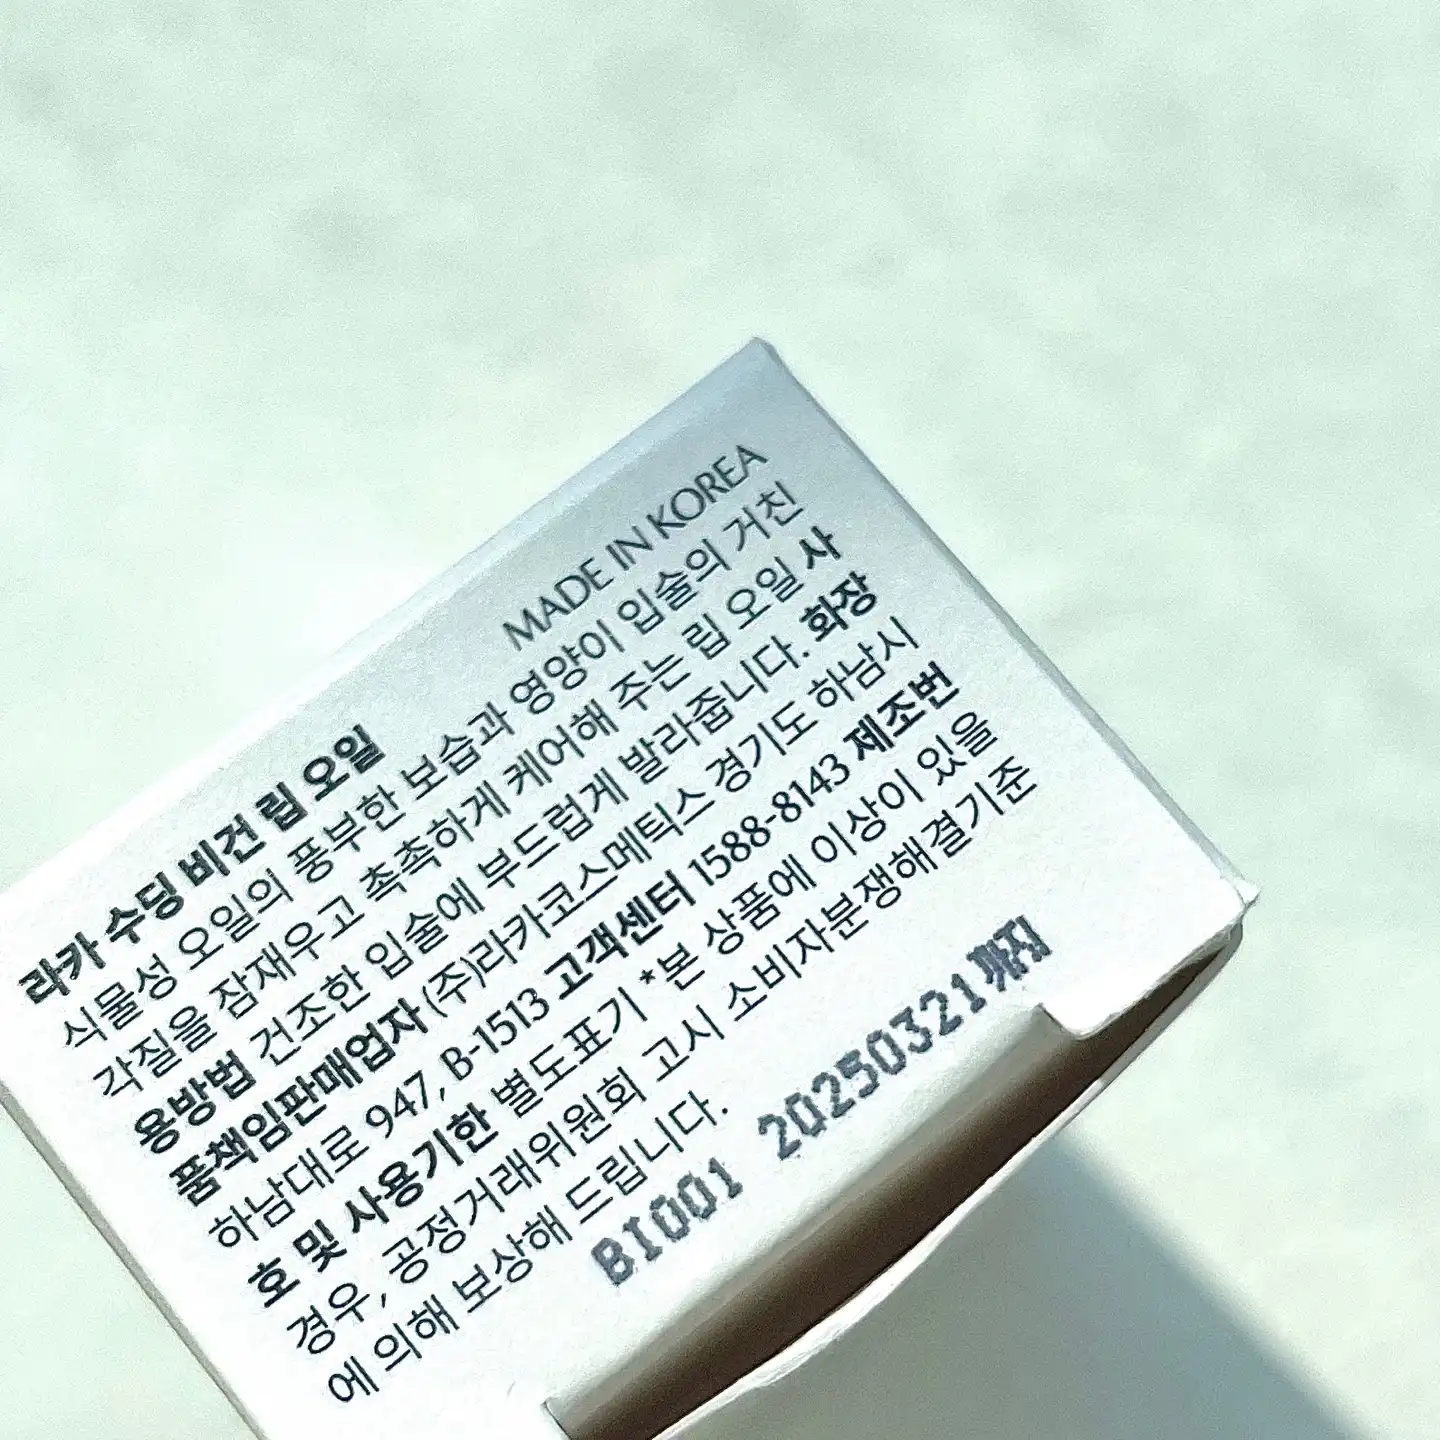 MADE IN KOREA
라카 수딩 비건 립 오일
식물성 오일의 풍부한 보습과 영양이 입술의 거친
각질을 잠재우고 촉촉하게 케어해 주는 립 오일 사
용방법 건조한 입술에 부드럽게 발라줍니다. 화장
품책임판매업자 (주)라카코스메틱스 경기도 하남시
하남대로 947, B-1513 고객센터 1588-8143 제조번
호 및 사용기한 별도표기 *본 상품에 이상이 있을
경우, 공정거래위원회 고시 소비자분쟁해결기준
에 의해 보상해 드립니다.
BI001 20250321까지